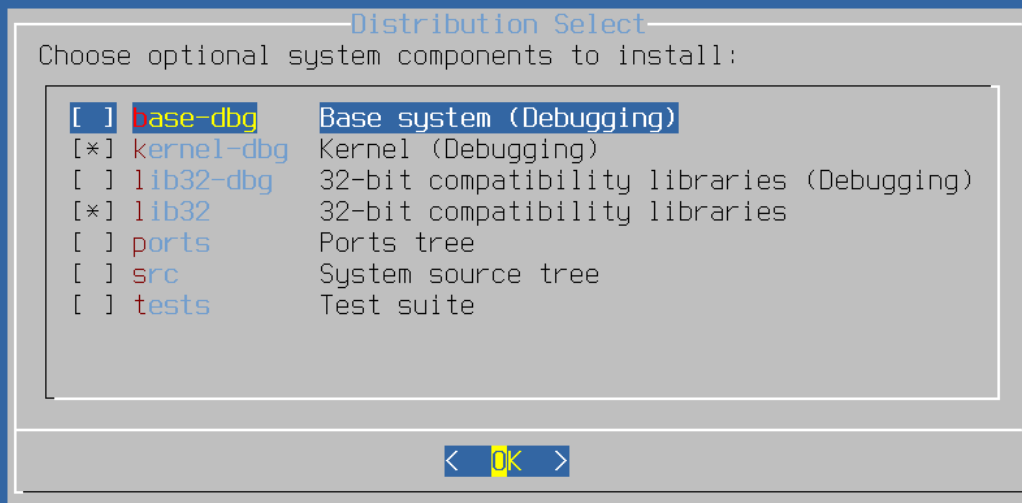 Distribution Select
Choose optional system components to install:
[ ] base-dbg Base system (Debugging)
[*] kernel-dbg Kernel (Debugging)
[ ] lib32-dbg 32-bit compatibility libraries (Debugging)
[*] lib32 32-bit compatibility libraries
[ ] ports Ports tree
[ ] src System source tree
[ ] tests Test suite
< OK >